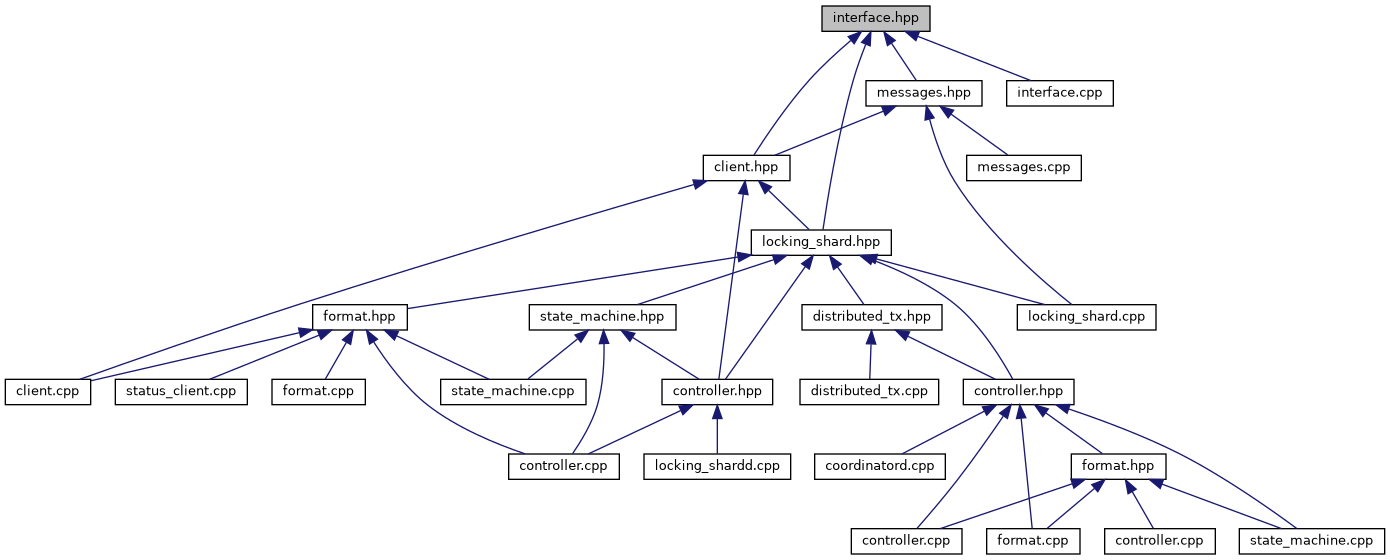 interface.hpp
messages.hpp
interface.cpp
client.hpp
messages.cpp
locking_shard.hpp
format.hpp
state_machine.hpp
distributed_tx.hpp
locking_shard.cpp
client.cpp
status_client.cpp
format.cpp
state_machine.cpp
controller.hpp
distributed_tx.cpp
controller.hpp
controller.cpp
locking_shardd.cpp
coordinatord.cpp
format.hpp
controller.cpp
format.cpp
controller.cpp
state_machine.cpp